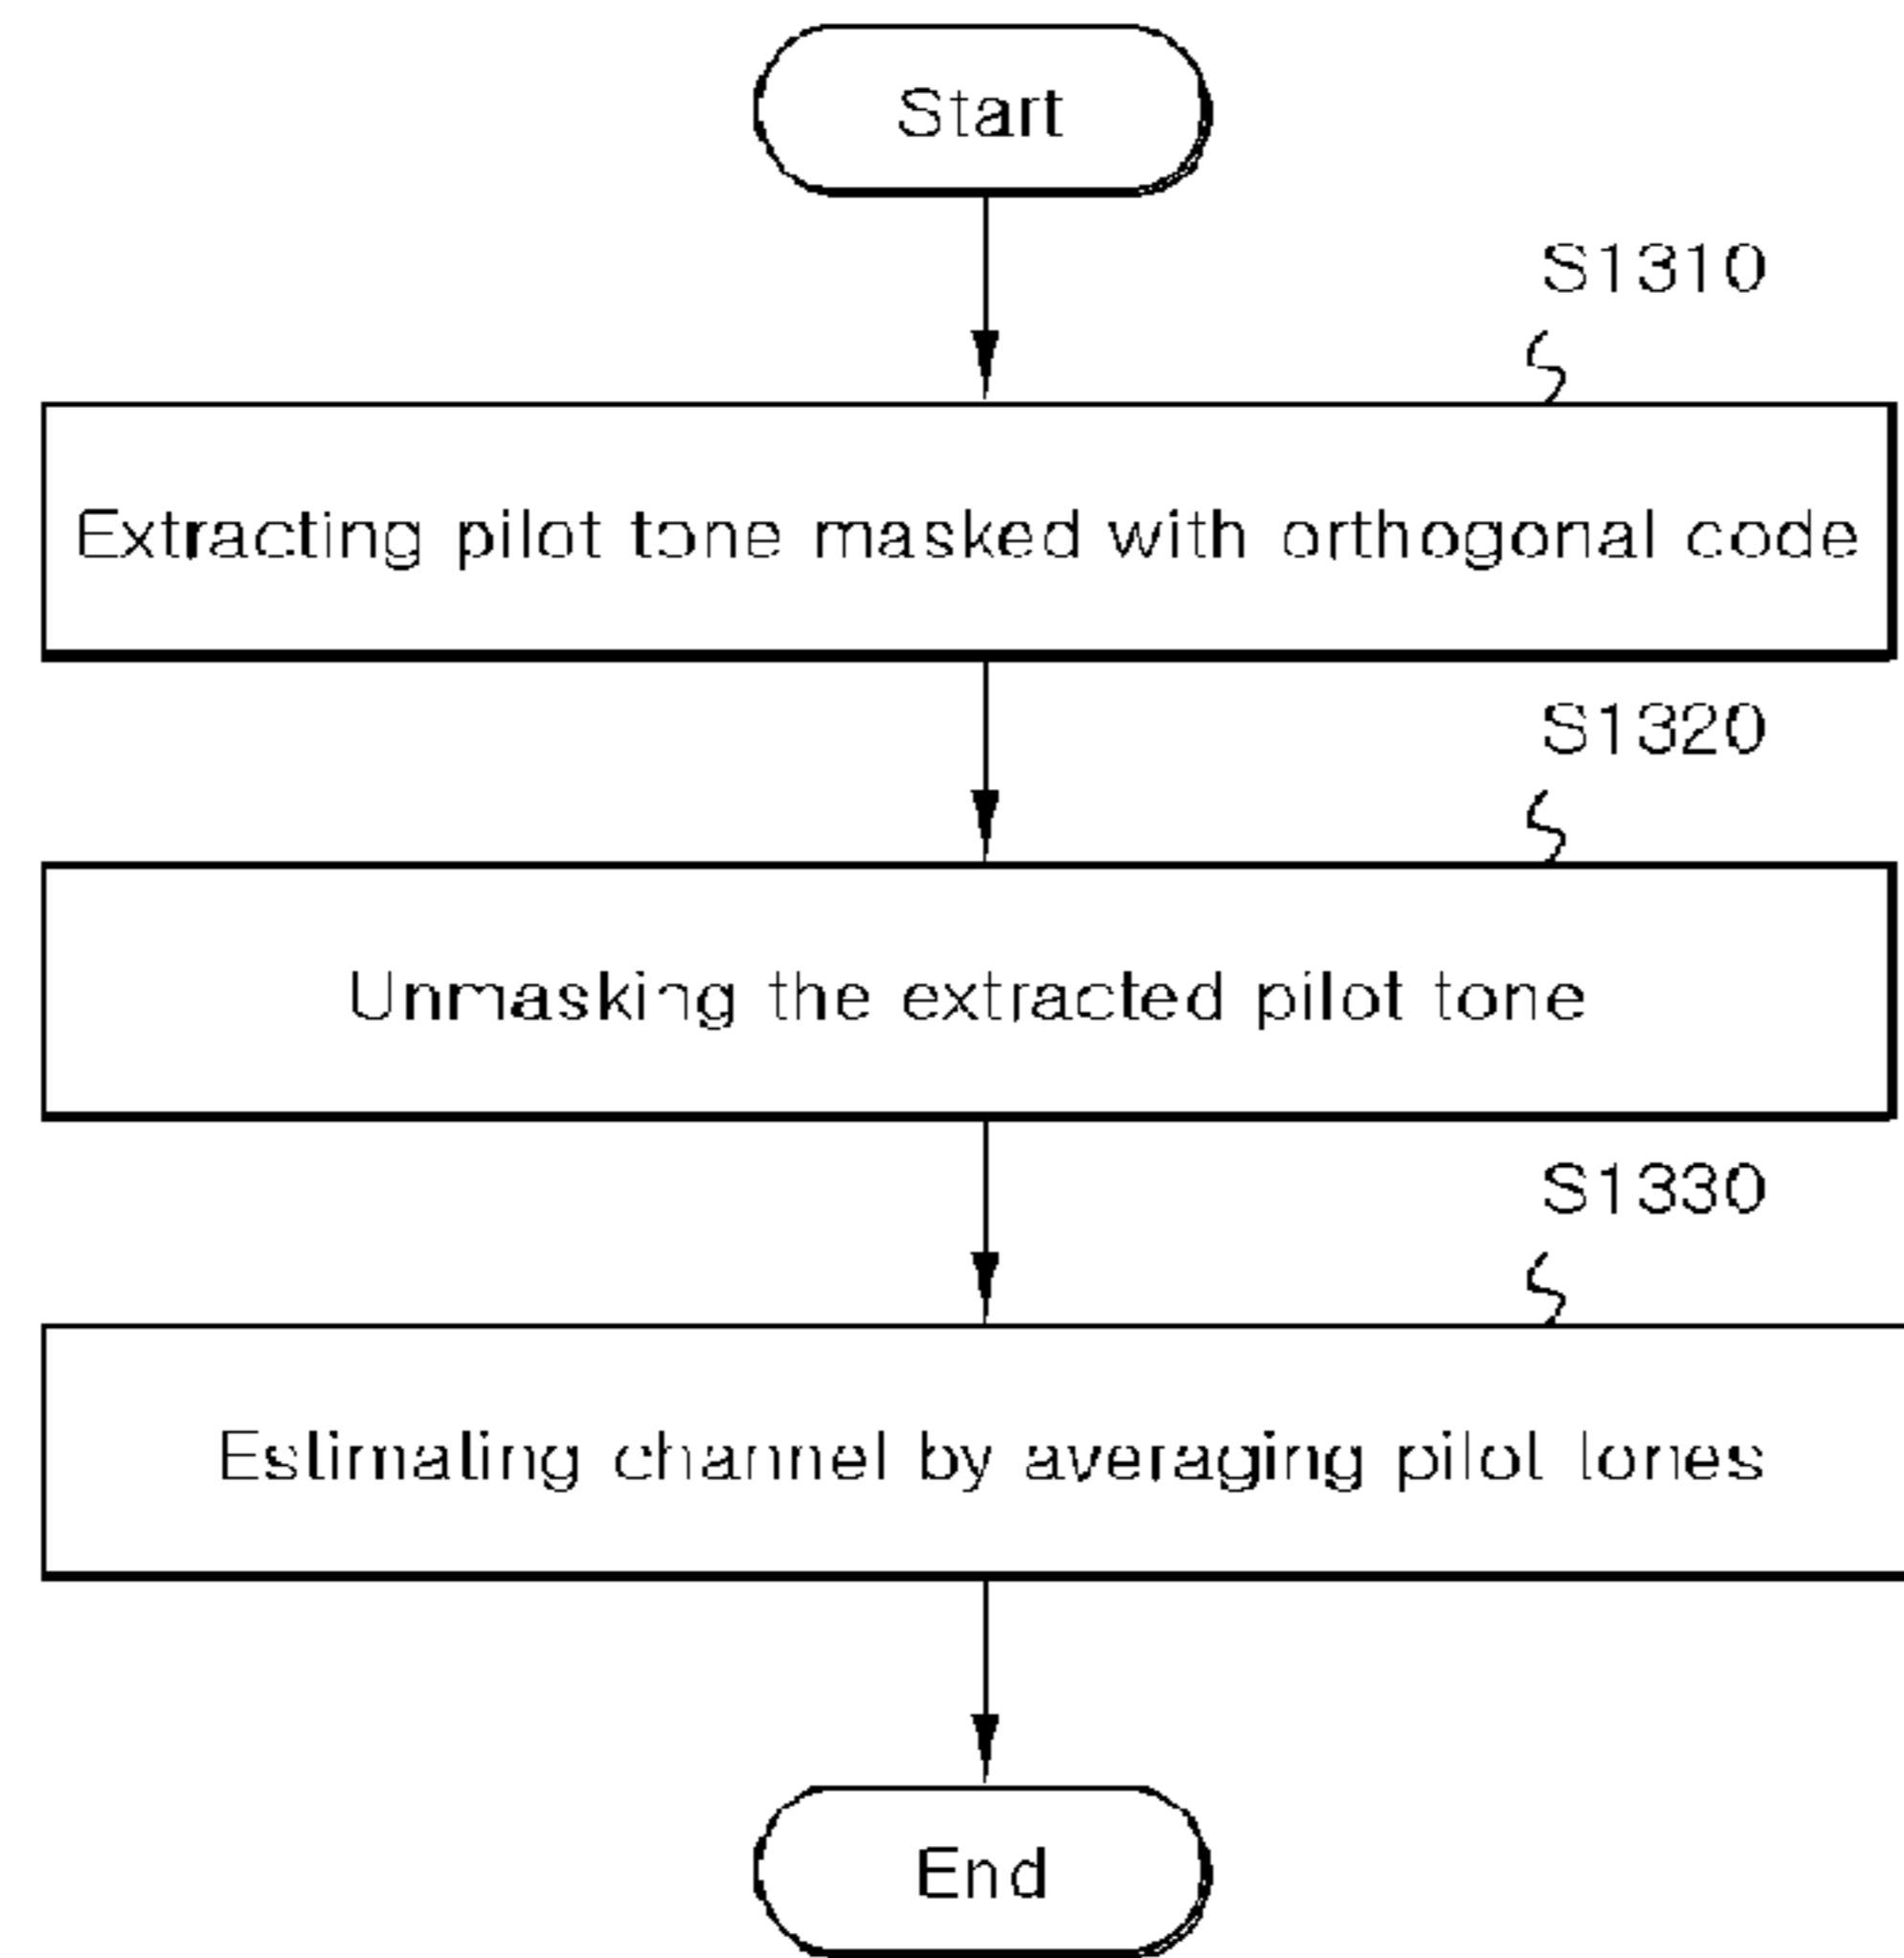 Start
S1310
Extracting pilot tone masked with orthogonal code
S1320
Unmasking the extracted pilot tone
S1330
Estimating channel by averaging pilot tones
End